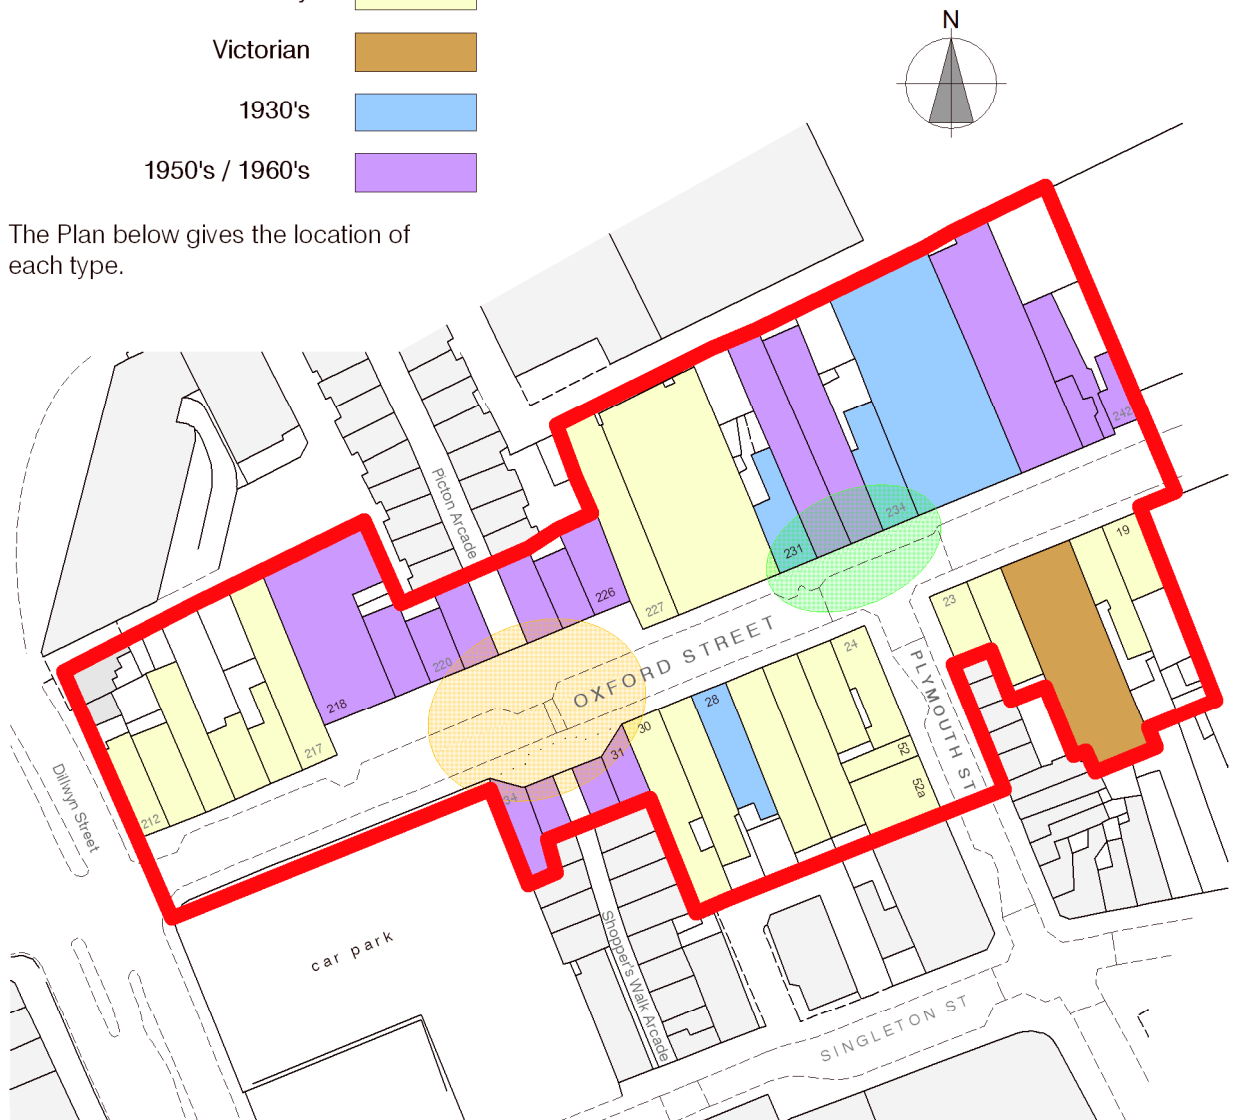 Victorian
1930's
1950's / 1960's
The Plan below gives the location of
each type.
N
Picton Arcade
242
234
231
19
226
227
23
OXFORD STREET
24
220
218
28
PLYMOUTH ST
30
217
31
52
52a
34
Dillwyn Street
212
car park
Shopper's Walk Arcade
SINGLETON ST